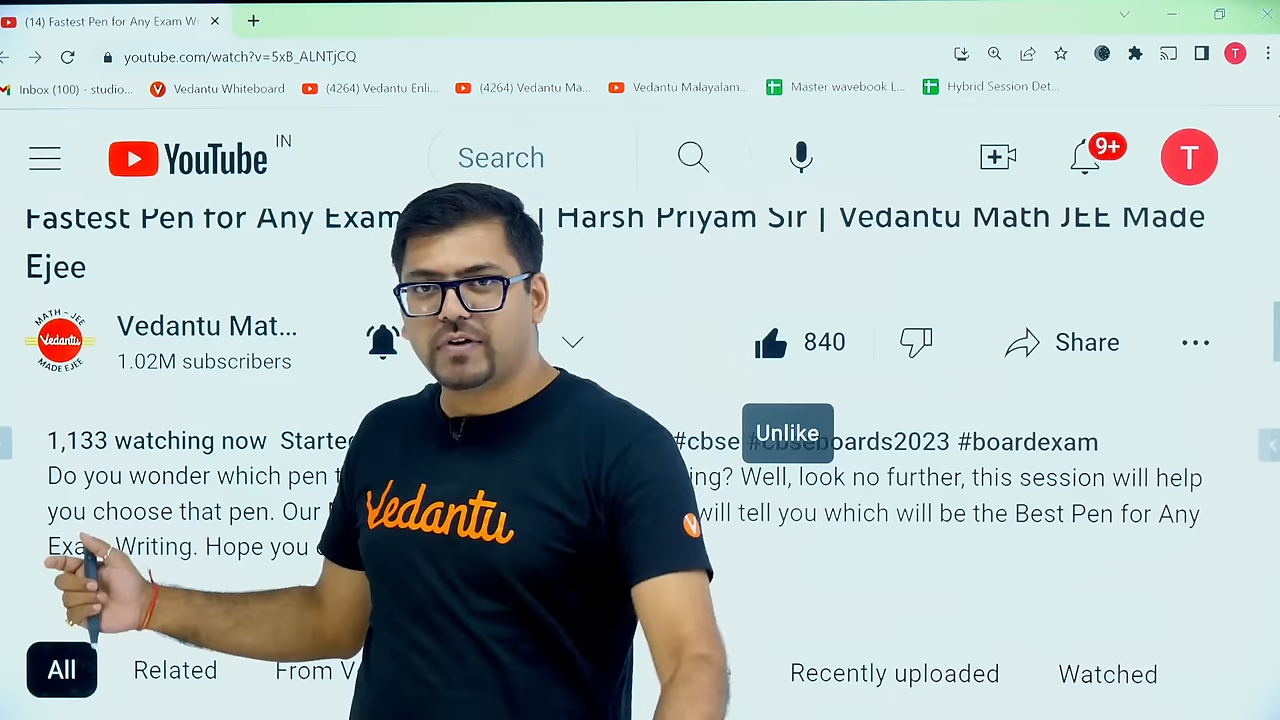 (14) Fastest Pen for Any Exam W
youtube.com/watch?v=5xB_ALNTjCQ
T
Inbox (100) - studio...
Vedantu Whiteboard
(4264) Vedantu Enli...
(4264) Vedantu Ma...
Vedantu Malayalam...
Master wavebook L...
Hybrid Session Det...
YouTube IN
Search
9+
T
Fastest Pen for Any Exam | Harsh Priyam Sir | Vedantu Math JEE Made
Ejee
MATH - JEE
Vedantu
MADE EJEE
Vedantu Mat...
1.02M subscribers
840
Share
Unlike
1,133 watching now Starte #cbse #cbseboards2023 #boardexam
Do you wonder which pen ing? Well, look no further, this session will help
you choose that pen. Our will tell you which will be the Best Pen for Any
Exam Writing. Hope you
Vedantu
V
All
Related
From V
Recently uploaded
Watched